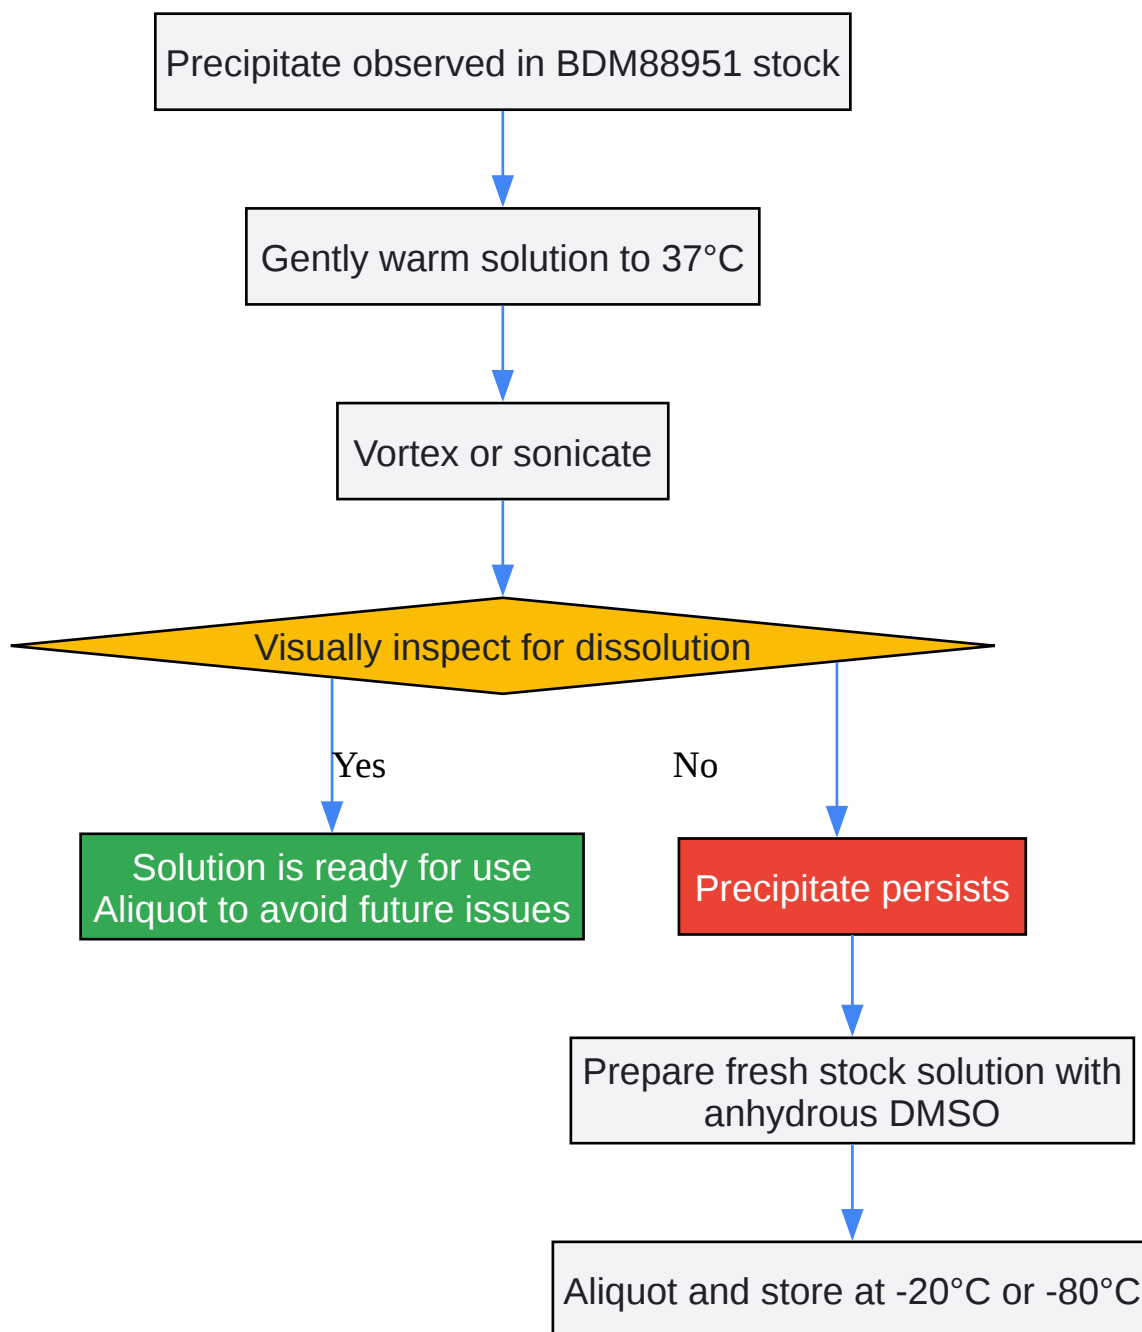 Precipitate observed in BDM88951 stock
Gently warm solution to 37°C
Vortex or sonicate
Visually inspect for dissolution
Yes
No
Solution is ready for use
Aliquot to avoid future issues
Precipitate persists
Prepare fresh stock solution with
anhydrous DMSO
Aliquot and store at -20°C or -80°C